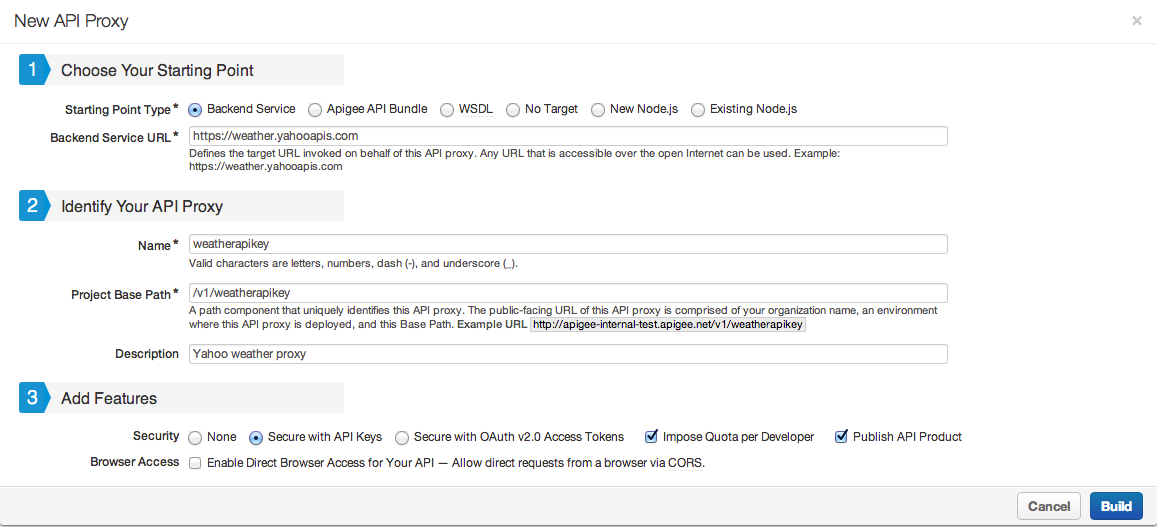 New API Proxy ×
1 Choose Your Starting Point
Starting Point Type * Backend Service Apigee API Bundle WSDL No Target New Node.js Existing Node.js
Backend Service URL * https://weather.yahooapis.com
Defines the target URL invoked on behalf of this API proxy. Any URL that is accessible over the open Internet can be used. Example:
https://weather.yahooapis.com
2 Identify Your API Proxy
Name * weatherapikey
Valid characters are letters, numbers, dash (-), and underscore (_).
Project Base Path * /v1/weatherapikey
A path component that uniquely identifies this API proxy. The public-facing URL of this API proxy is comprised of your organization name, an environment
where this API proxy is deployed, and this Base Path. Example URL http://apigee-internal-test.apigee.net/v1/weatherapikey
Description Yahoo weather proxy
3 Add Features
Security None Secure with API Keys Secure with OAuth v2.0 Access Tokens Impose Quota per Developer Publish API Product
Browser Access Enable Direct Browser Access for Your API — Allow direct requests from a browser via CORS.
Cancel Build